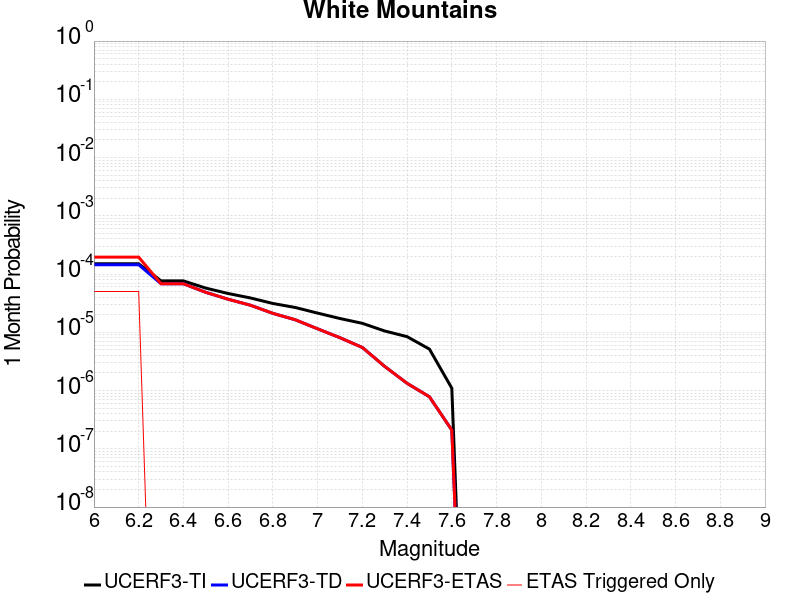 White Mountains
1 Month Probability
10^0
10^-1
10^-2
10^-3
10^-4
10^-5
10^-6
10^-7
10^-8
6 6.2 6.4 6.6 6.8 7 7.2 7.4 7.6 7.8 8 8.2 8.4 8.6 8.8 9
Magnitude
UCERF3-TI UCERF3-TD UCERF3-ETAS ETAS Triggered Only